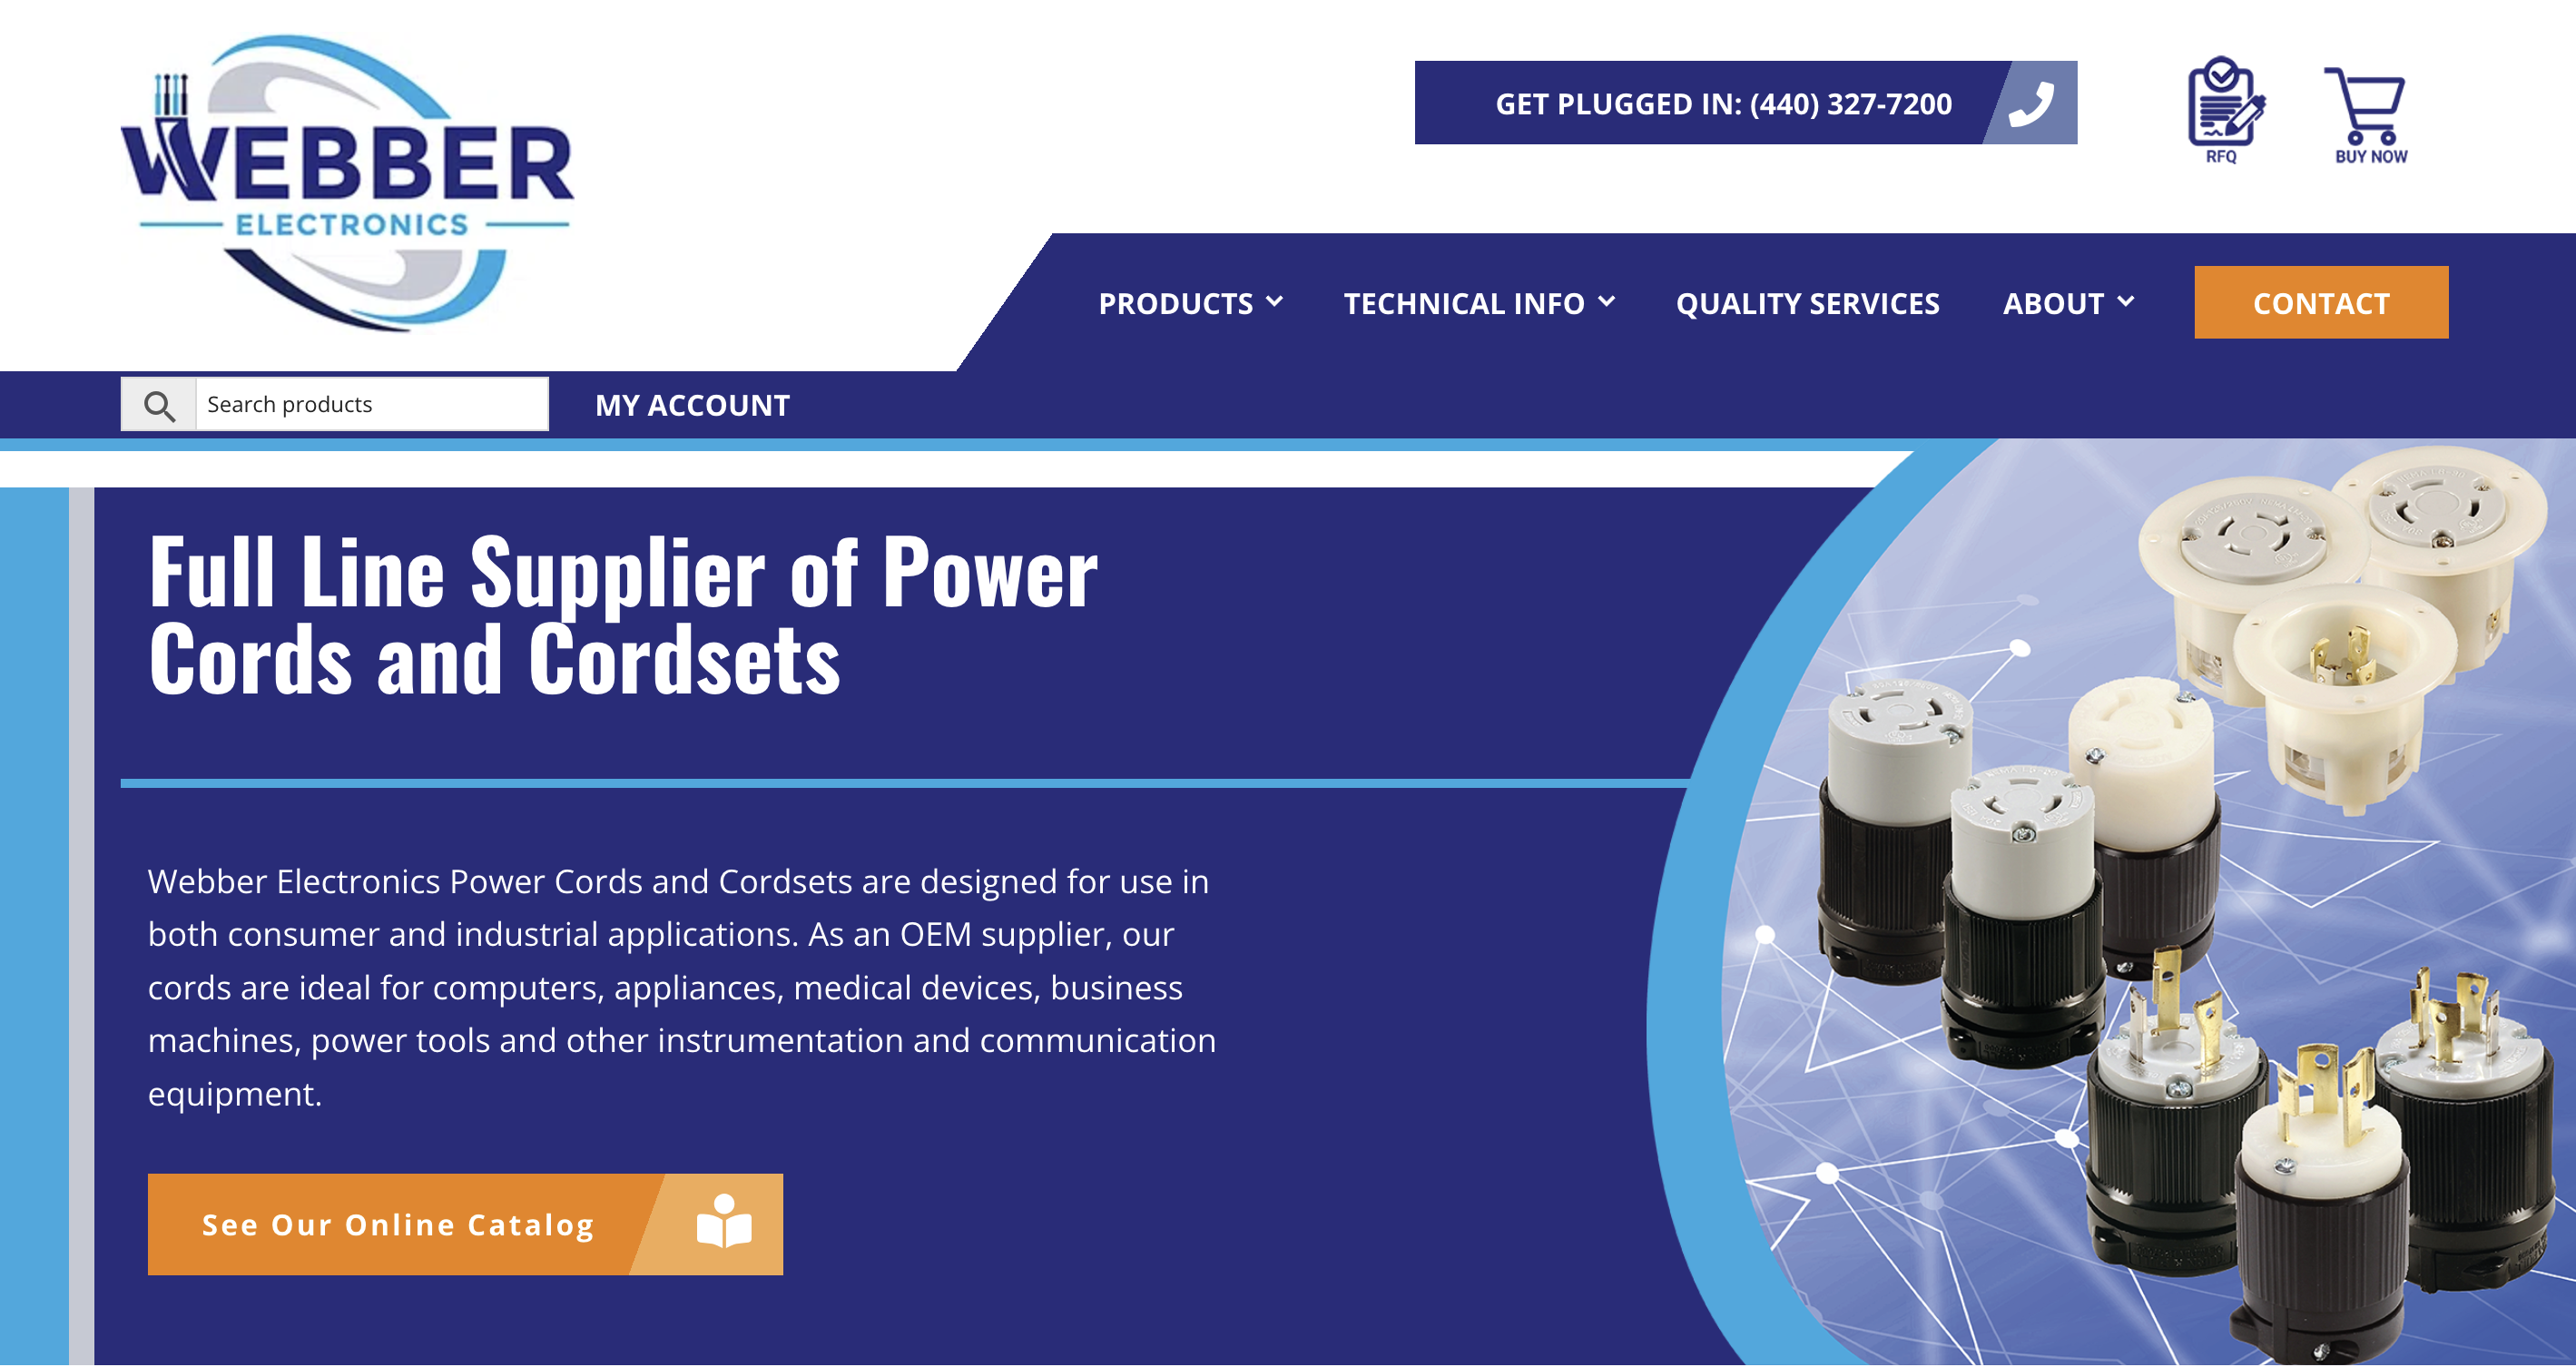 WEBBER
ELECTRONICS
GET PLUGGED IN: (440) 327-7200
RFQ
BUY NOW
PRODUCTS
TECHNICAL INFO
QUALITY SERVICES
ABOUT
CONTACT
Search products
MY ACCOUNT
Full Line Supplier of Power
Cords and Cordsets
Webber Electronics Power Cords and Cordsets are designed for use in
both consumer and industrial applications. As an OEM supplier, our
cords are ideal for computers, appliances, medical devices, business
machines, power tools and other instrumentation and communication
equipment.
See Our Online Catalog